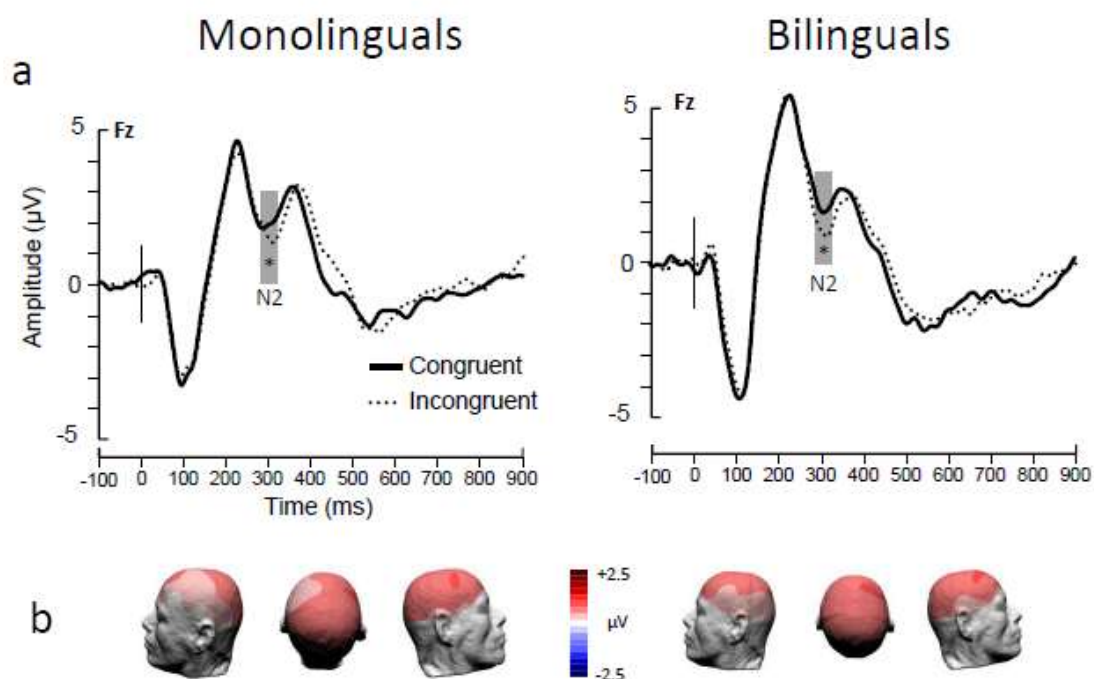 Monolinguals
Bilinguals
a
5
Fz
Amplitude (µV)
0
-5
*
N2
Congruent
Incongruent
-100 0 100 200 300 400 500 600 700 800 900
Time (ms)
5
Fz
0
-5
*
N2
-100 0 100 200 300 400 500 600 700 800 900
b
+2.5
µV
-2.5